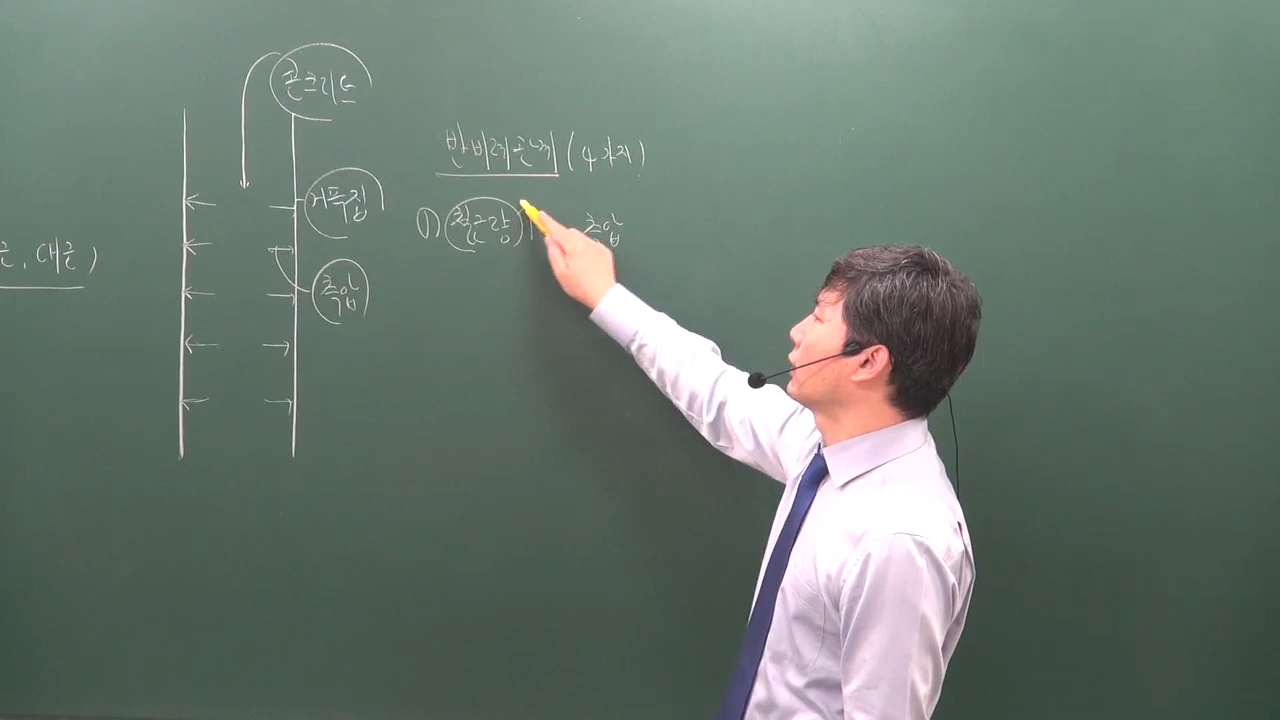 콘크리트
거푸집
측압
, 대근)
반비례관계 (4가지)
① 철근량 측압